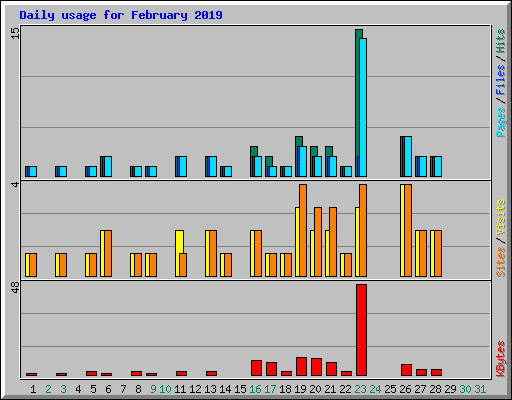 Daily usage for February 2019
15
4
48
Pages / Files / Hits
Sites / Visits
KBytes
1 2 3 4 5 6 7 8 9 10 11 12 13 14 15 16 17 18 19 20 21 22 23 24 25 26 27 28 29 30 31